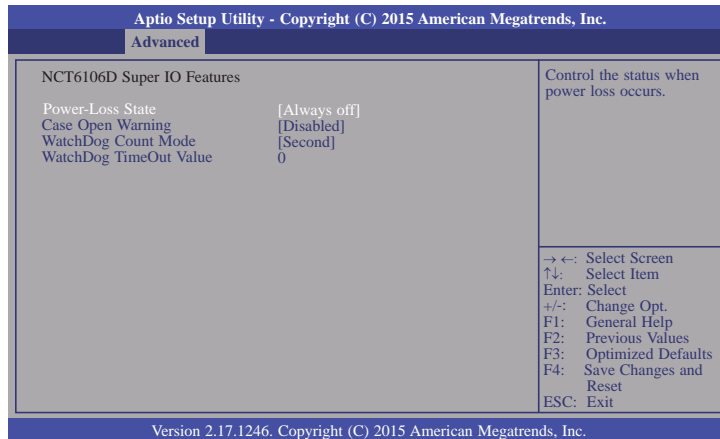 Aptio Setup Utility - Copyright (C) 2015 American Megatrends, Inc.
Advanced
NCT6106D Super IO Features
Power-Loss State [Always off]
Case Open Warning [Disabled]
WatchDog Count Mode [Second]
WatchDog TimeOut Value 0
Control the status when
power loss occurs.
→ ←: Select Screen
↑↓: Select Item
Enter: Select
+/-: Change Opt.
F1: General Help
F2: Previous Values
F3: Optimized Defaults
F4: Save Changes and
Reset
ESC: Exit
Version 2.17.1246. Copyright (C) 2015 American Megatrends, Inc.